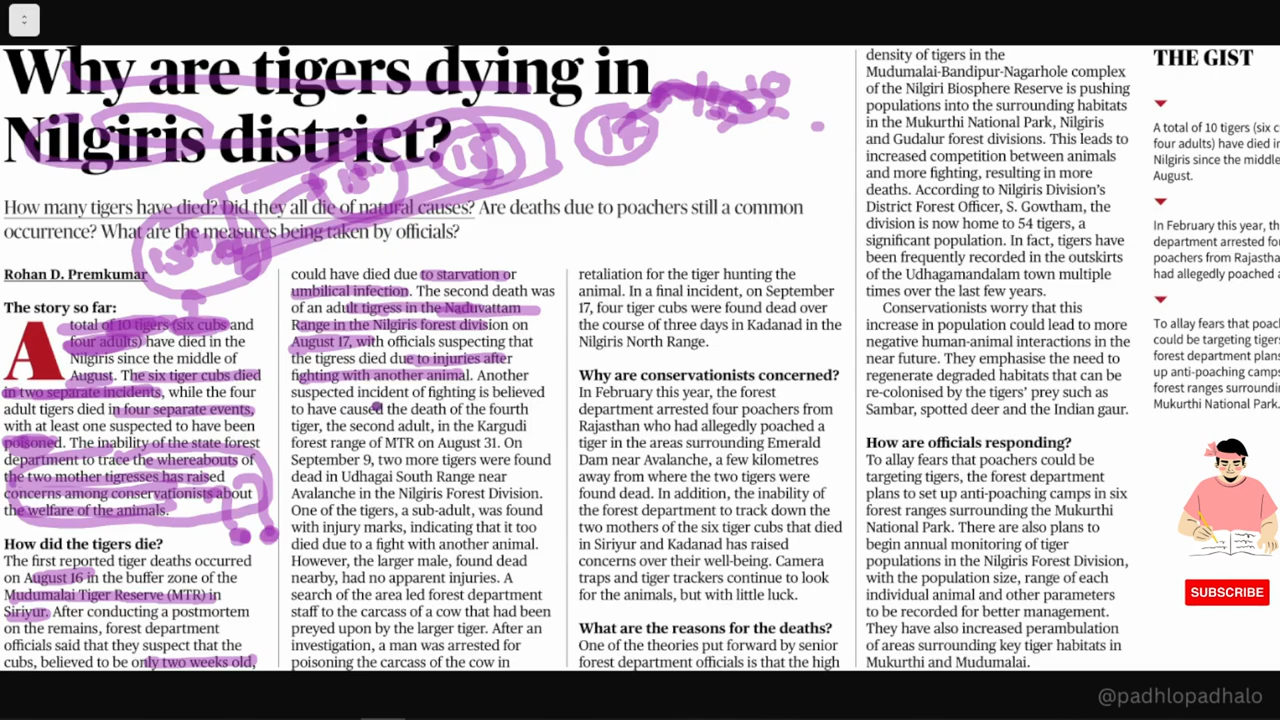 Why are tigers dying in
Nilgiris district?
How many tigers have died? Did they all die of natural causes? Are deaths due to poachers still a common
occurrence? What are the measures being taken by officials?
Rohan D. Premkumar
The story so far:
A total of 10 tigers (six cubs and
four adults) have died in the
Nilgiris since the middle of
August. The six tiger cubs died
in two separate incidents, while the four
adult tigers died in four separate events,
with at least one suspected to have been
poisoned. The inability of the state forest
department to trace the whereabouts of
the two mother tigresses has raised
concerns among conservationists about
the welfare of the animals.
How did the tigers die?
The first reported tiger deaths occurred
on August 16 in the buffer zone of the
Mudumalai Tiger Reserve (MTR) in
Siriyur. After conducting a postmortem
on the remains, forest department
officials said that they suspect that the
cubs, believed to be only two weeks old,
could have died due to starvation or
umbilical infection. The second death was
of an adult tigress in the Naduvattam
Range in the Nilgiris forest division on
August 17, with officials suspecting that
the tigress died due to injuries after
fighting with another animal. Another
suspected incident of fighting is believed
to have caused the death of the fourth
tiger, the second adult, in the Kargudi
forest range of MTR on August 31. On
September 9, two more tigers were found
dead in Udhagai South Range near
Avalanche in the Nilgiris Forest Division.
One of the tigers, a sub-adult, was found
with injury marks, indicating that it too
died due to a fight with another animal.
However, the larger male, found dead
nearby, had no apparent injuries. A
search of the area led forest department
staff to the carcass of a cow that had been
preyed upon by the larger tiger. After an
investigation, a man was arrested for
poisoning the carcass of the cow in
retaliation for the tiger hunting the
animal. In a final incident, on September
17, four tiger cubs were found dead over
the course of three days in Kadanad in the
Nilgiris North Range.
Why are conservationists concerned?
In February this year, the forest
department arrested four poachers from
Rajasthan who had allegedly poached a
tiger in the areas surrounding Emerald
Dam near Avalanche, a few kilometres
away from where the two tigers were
found dead. In addition, the inability of
the forest department to track down the
two mothers of the six tiger cubs that died
in Siriyur and Kadanad has raised
concerns over their well-being. Camera
traps and tiger trackers continue to look
for the animals, but with little luck.
What are the reasons for the deaths?
One of the theories put forward by senior
forest department officials is that the high
density of tigers in the
Mudumalai-Bandipur-Nagarhole complex
of the Nilgiri Biosphere Reserve is pushing
populations into the surrounding habitats
in the Mukurthi National Park, Nilgiris
and Gudalur forest divisions. This leads to
increased competition between animals
and more fighting, resulting in more
deaths. According to Nilgiris Division's
District Forest Officer, S. Gowtham, the
division is now home to 54 tigers, a
significant population. In fact, tigers have
been frequently recorded in the outskirts
of the Udhagamandalam town multiple
times over the last few years.
Conservationists worry that this
increase in population could lead to more
negative human-animal interactions in the
near future. They emphasise the need to
regenerate degraded habitats that can be
re-colonised by the tigers' prey such as
Sambar, spotted deer and the Indian gaur.
How are officials responding?
To allay fears that poachers could be
targeting tigers, the forest department
plans to set up anti-poaching camps in six
forest ranges surrounding the Mukurthi
National Park. There are also plans to
begin annual monitoring of tiger
populations in the Nilgiris Forest Division,
with the population size, range of each
individual animal and other parameters
to be recorded for better management.
They have also increased perambulation
of areas surrounding key tiger habitats in
Mukurthi and Mudumalai.
THE GIST
A total of 10 tigers (six c
four adults) have died in
Nilgiris since the middle
August.
In February this year, th
department arrested fo
poachers from Rajastha
had allegedly poached a
To allay fears that poach
could be targeting tigers
forest department plans
up anti-poaching camps
forest ranges surroundin
Mukurthi National Park.
SUBSCRIBE
@padhlopadhalo